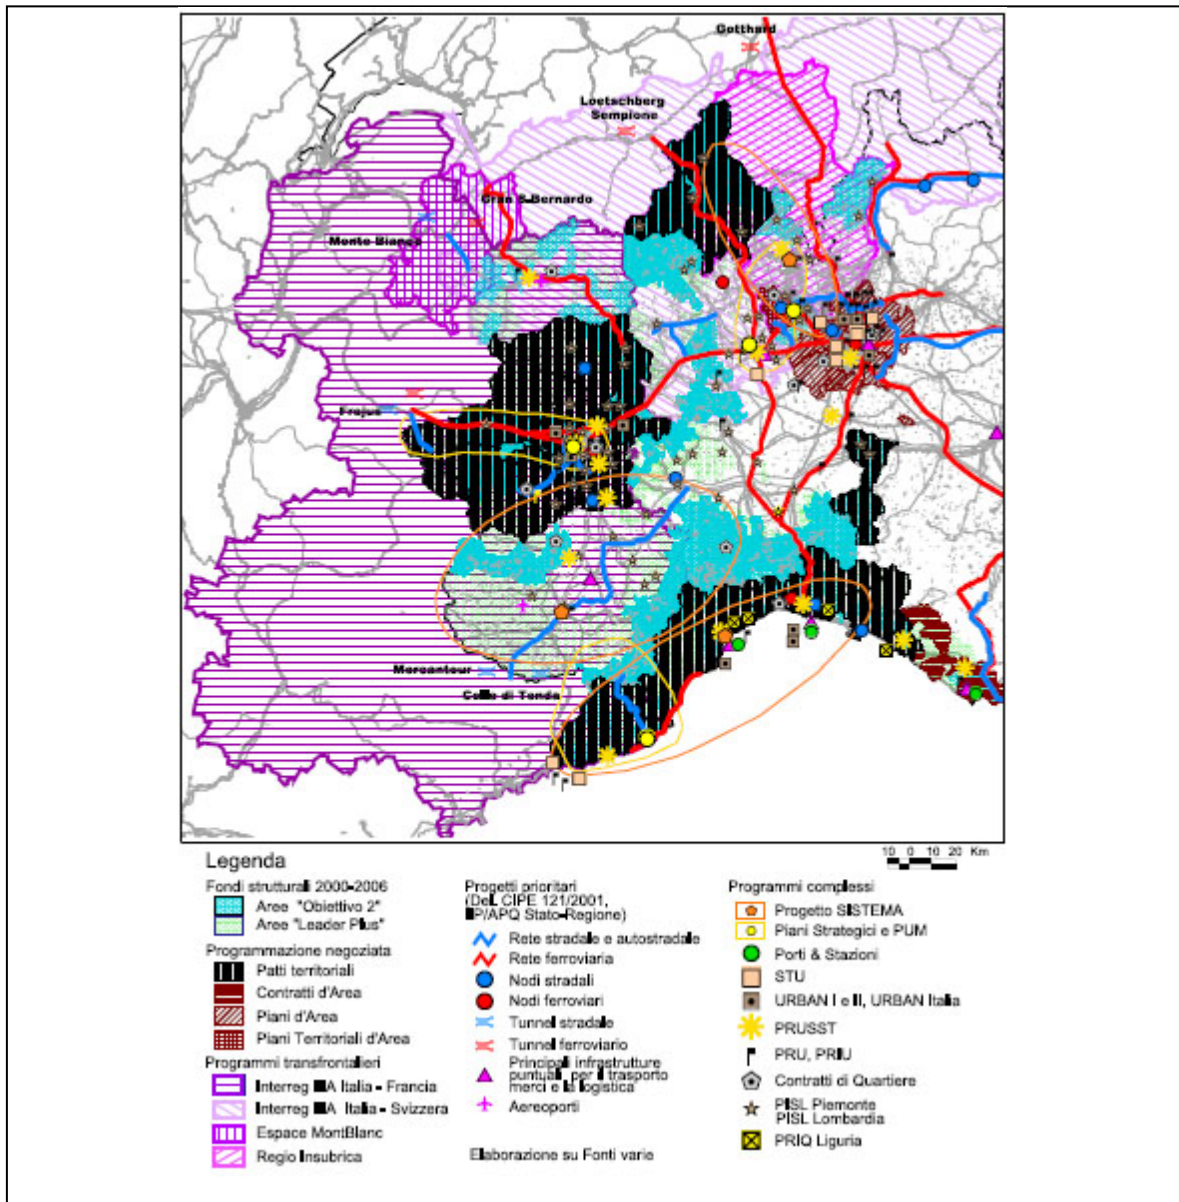 Gotthard
Loetschberg
Sempione
Gran S. Bernardo
Monte Bianco
Frejus
Mercantour
Colle di Tenda
10 0 10 20 Km
Legenda
Fondi strutturali 2000-2006
Aree "Obiettivo 2"
Aree "Leader Plus"
Programmazione negoziata
Patti territoriali
Contratti d'Area
Piani d'Area
Piani Territoriali d'Area
Programmi transfrontalieri
Interreg IIIA Italia - Francia
Interreg IIIA Italia - Svizzera
Espace MontBlanc
Regio Insubrica
Progetti prioritari
(Del. CIPE 121/2001,
IIP/APQ Stato-Regione)
Rete stradale e autostradale
Rete ferroviaria
Nodi stradali
Nodi ferroviari
Tunnel stradale
Tunnel ferroviario
Principali infrastrutture
puntuali per il trasporto
merci e la logistica
Aereoporti
Elaborazione su Fonti varie
Programmi complessi
Progetto SISTEMA
Piani Strategici e PUM
Porti & Stazioni
STU
URBAN I e II, URBAN Italia
PRUSST
PRU, PRIU
Contratti di Quartiere
PISL Piemonte
PISL Lombardia
PRIQ Liguria